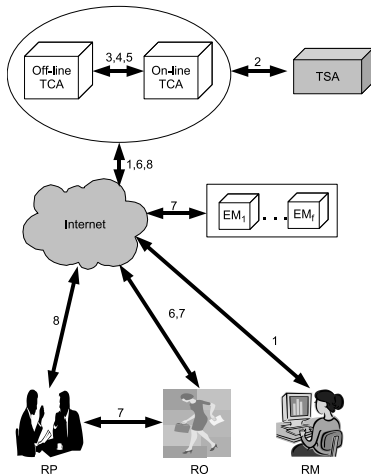 Off-line
TCA
3,4,5
On-line
TCA
2
TSA
1,6,8
Internet
7
EM1
. . .
EMf
8
6,7
1
7
RP
RO
RM